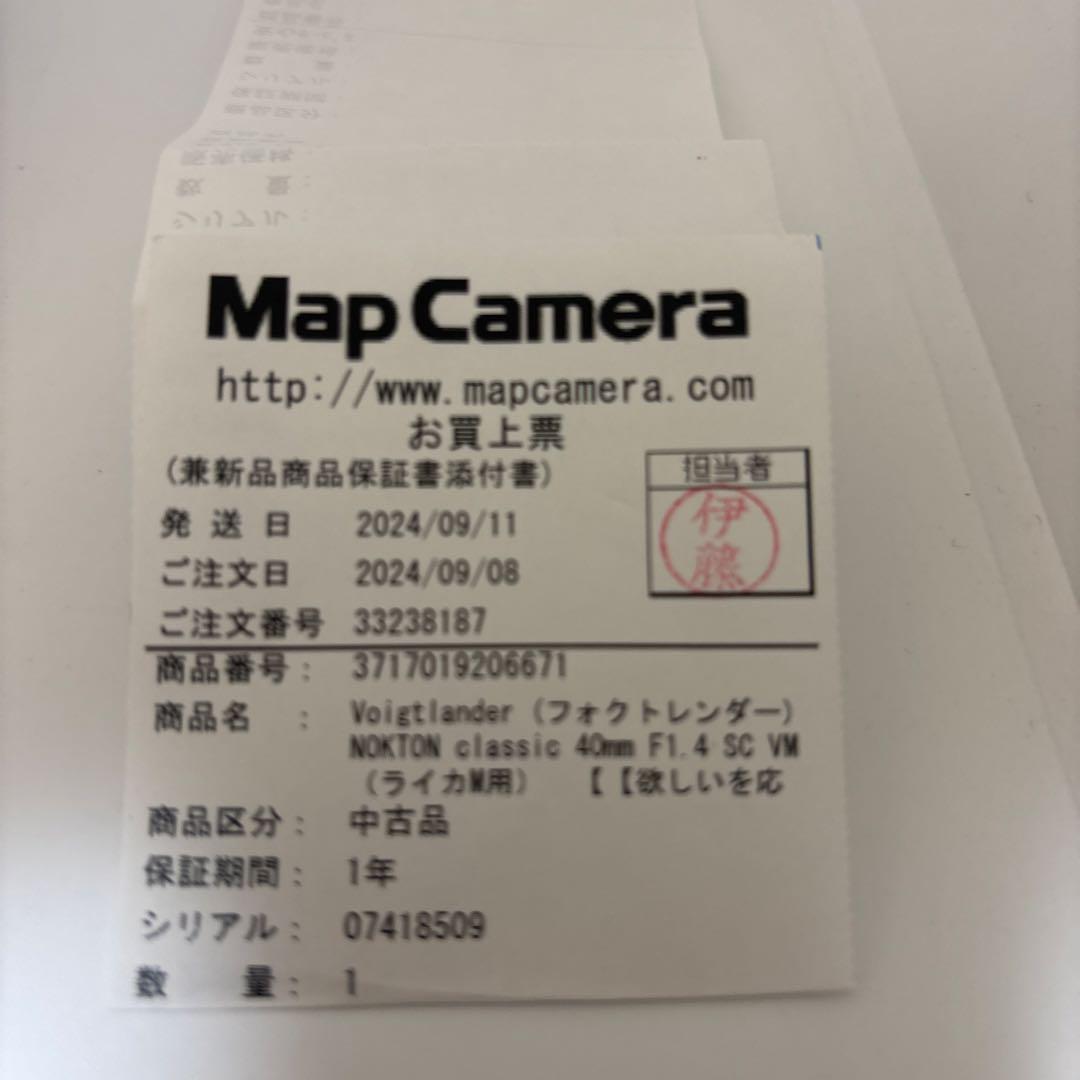 シリアル：
Map Camera
http://www.mapcamera.com
お買上票
(兼新品商品保証書添付書)
担当者
伊藤
発 送 日 2024/09/11
ご注文日 2024/09/08
ご注文番号 33238187
商品番号： 3717019206671
商品名 ： Voigtlander (フォクトレンダー)
NOKTON classic 40mm F1.4 SC VM
(ライカM用) 【【欲しいを応
商品区分： 中古品
保証期間： 1年
シリアル： 07418509
数 量： 1